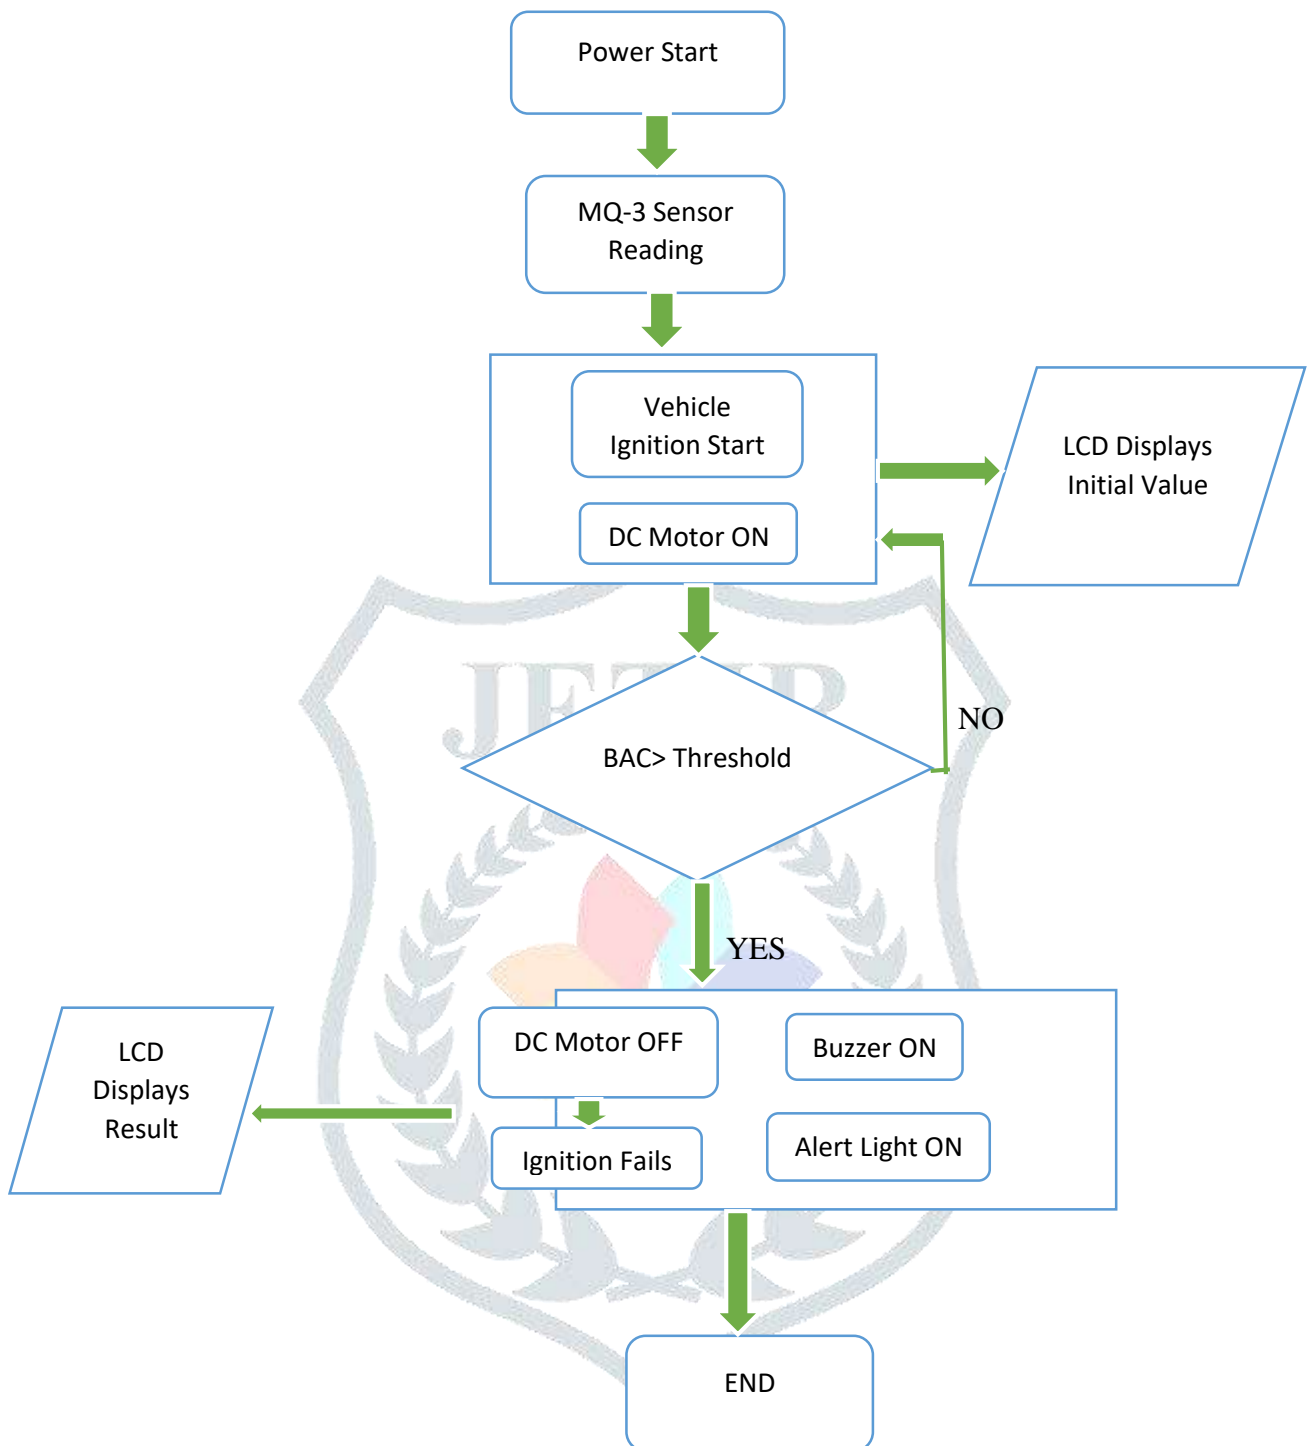 Power Start
MQ-3 Sensor
Reading
Vehicle
Ignition Start
LCD Displays
Initial Value
DC Motor ON
JETIR
NO
BAC> Threshold
YES
DC Motor OFF
Buzzer ON
LCD
Displays
Result
Ignition Fails
Alert Light ON
END